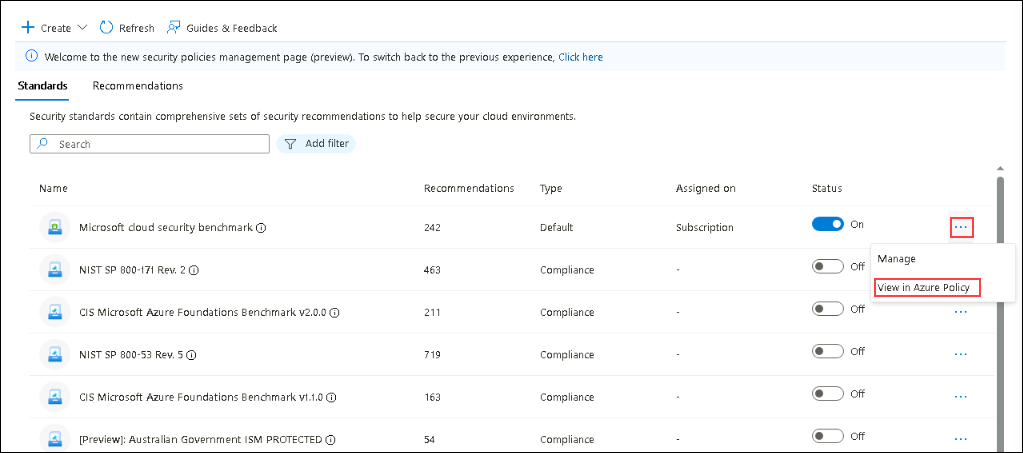 Create Refresh Guides & Feedback
Welcome to the new security policies management page (preview). To switch back to the previous experience, Click here
Standards Recommendations
Security standards contain comprehensive sets of security recommendations to help secure your cloud environments.
Search Add filter
Name Recommendations Type Assigned on Status
Microsoft cloud security benchmark 242 Default Subscription On ...
Manage
NIST SP 800-171 Rev. 2 463 Compliance - Off
View in Azure Policy
CIS Microsoft Azure Foundations Benchmark v2.0.0 211 Compliance - Off ...
NIST SP 800-53 Rev. 5 719 Compliance - Off ...
CIS Microsoft Azure Foundations Benchmark v1.1.0 163 Compliance - Off ...
[Preview]: Australian Government ISM PROTECTED 54 Compliance - Off ...